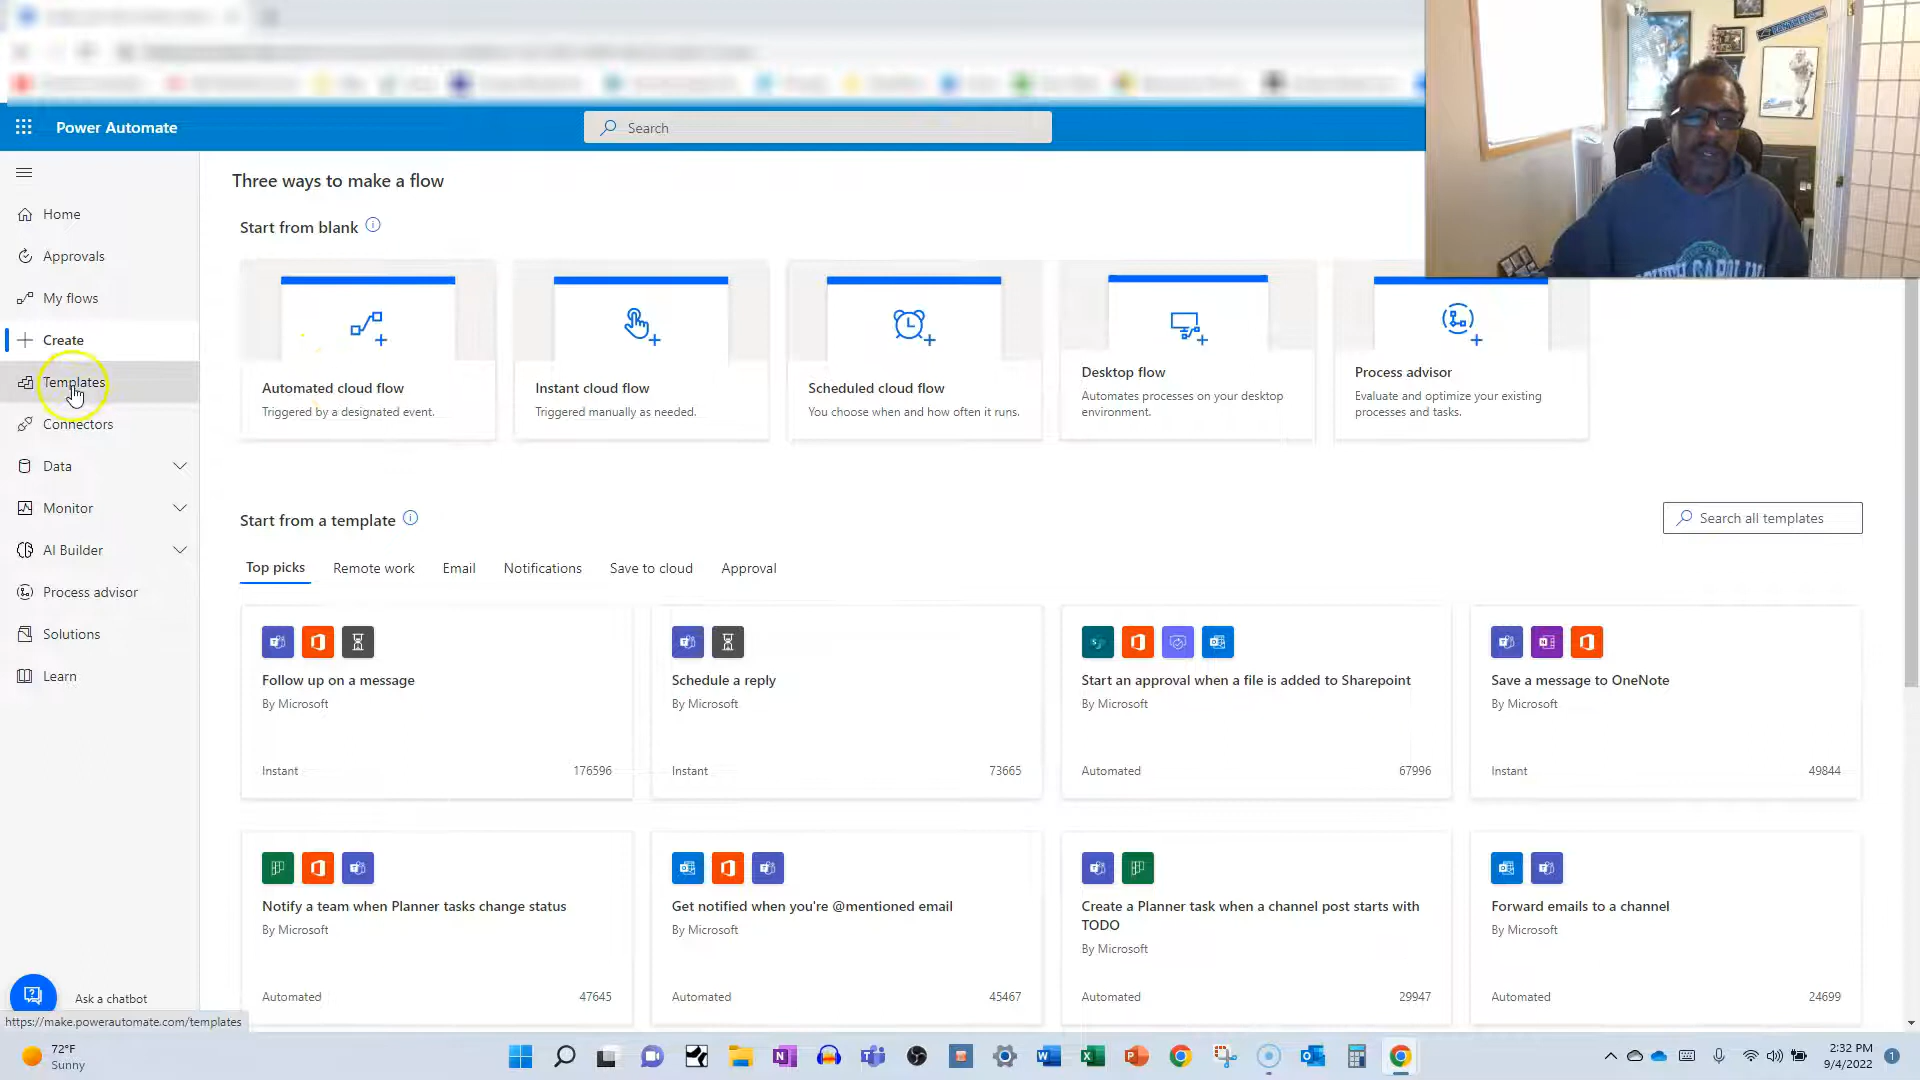 Power Automate
Search
Home
Approvals
My flows
Create
Templates
Connectors
Data
Monitor
AI Builder
Process advisor
Solutions
Learn
Ask a chatbot
https://make.powerautomate.com/templates
Three ways to make a flow
Start from blank
Automated cloud flow
Triggered by a designated event.
Instant cloud flow
Triggered manually as needed.
Scheduled cloud flow
You choose when and how often it runs.
Desktop flow
Automates processes on your desktop
environment.
Process advisor
Evaluate and optimize your existing
processes and tasks.
Start from a template
Search all templates
Top picks
Remote work
Email
Notifications
Save to cloud
Approval
Follow up on a message
By Microsoft
Instant
176596
Schedule a reply
By Microsoft
Instant
73665
Start an approval when a file is added to Sharepoint
By Microsoft
Automated
67996
Save a message to OneNote
By Microsoft
Instant
49844
Notify a team when Planner tasks change status
By Microsoft
Automated
47645
Get notified when you're @mentioned email
By Microsoft
Automated
45467
Create a Planner task when a channel post starts with
TODO
By Microsoft
Automated
29947
Forward emails to a channel
By Microsoft
Automated
24699
72°F
Sunny
2:32 PM
9/4/2022
1